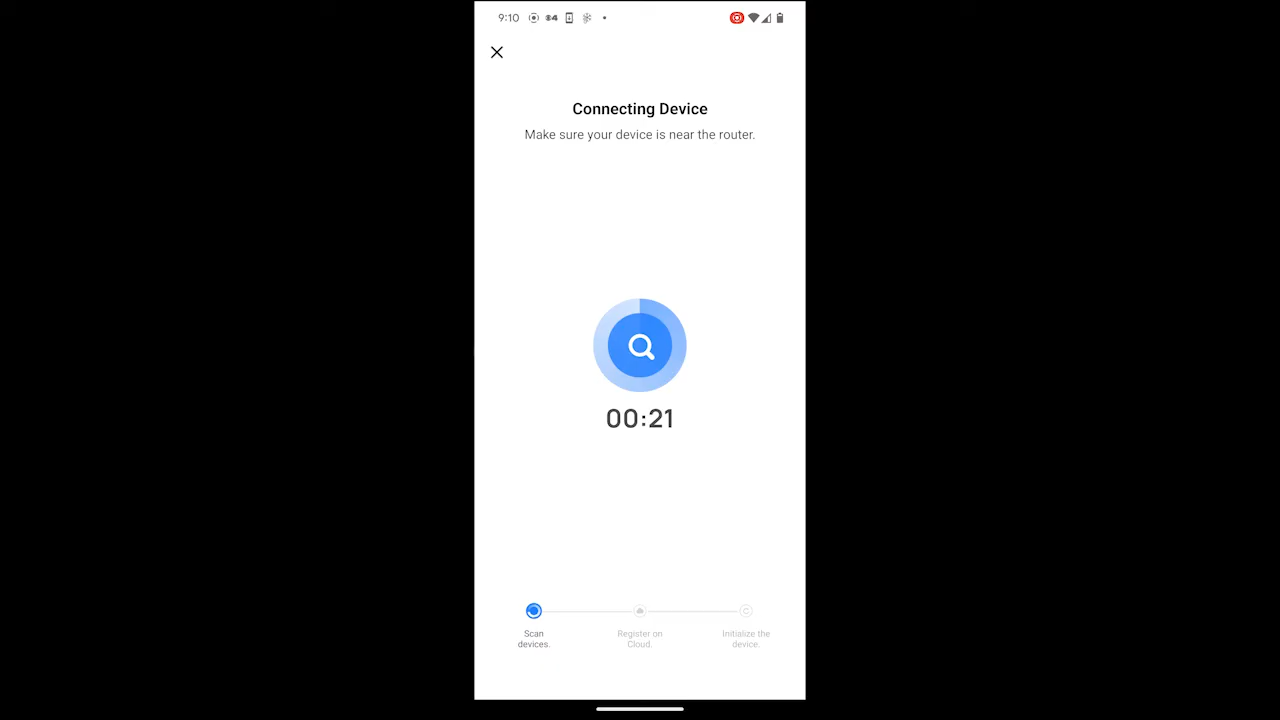 9:10
Connecting Device
Make sure your device is near the router.
00:21
Scan
devices.
Register on
Cloud.
Initialize the
device.